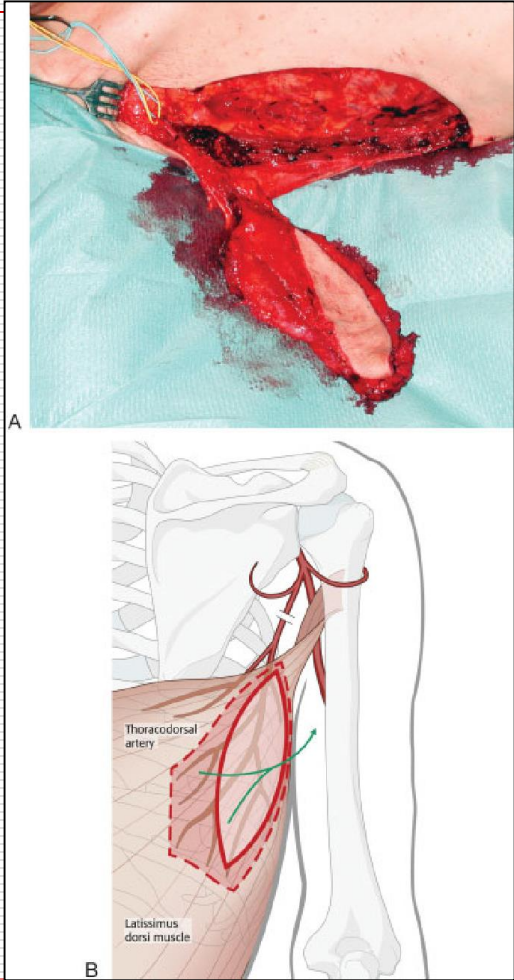 A
Thoracodorsal
artery
Latissimus
dorsi muscle
B